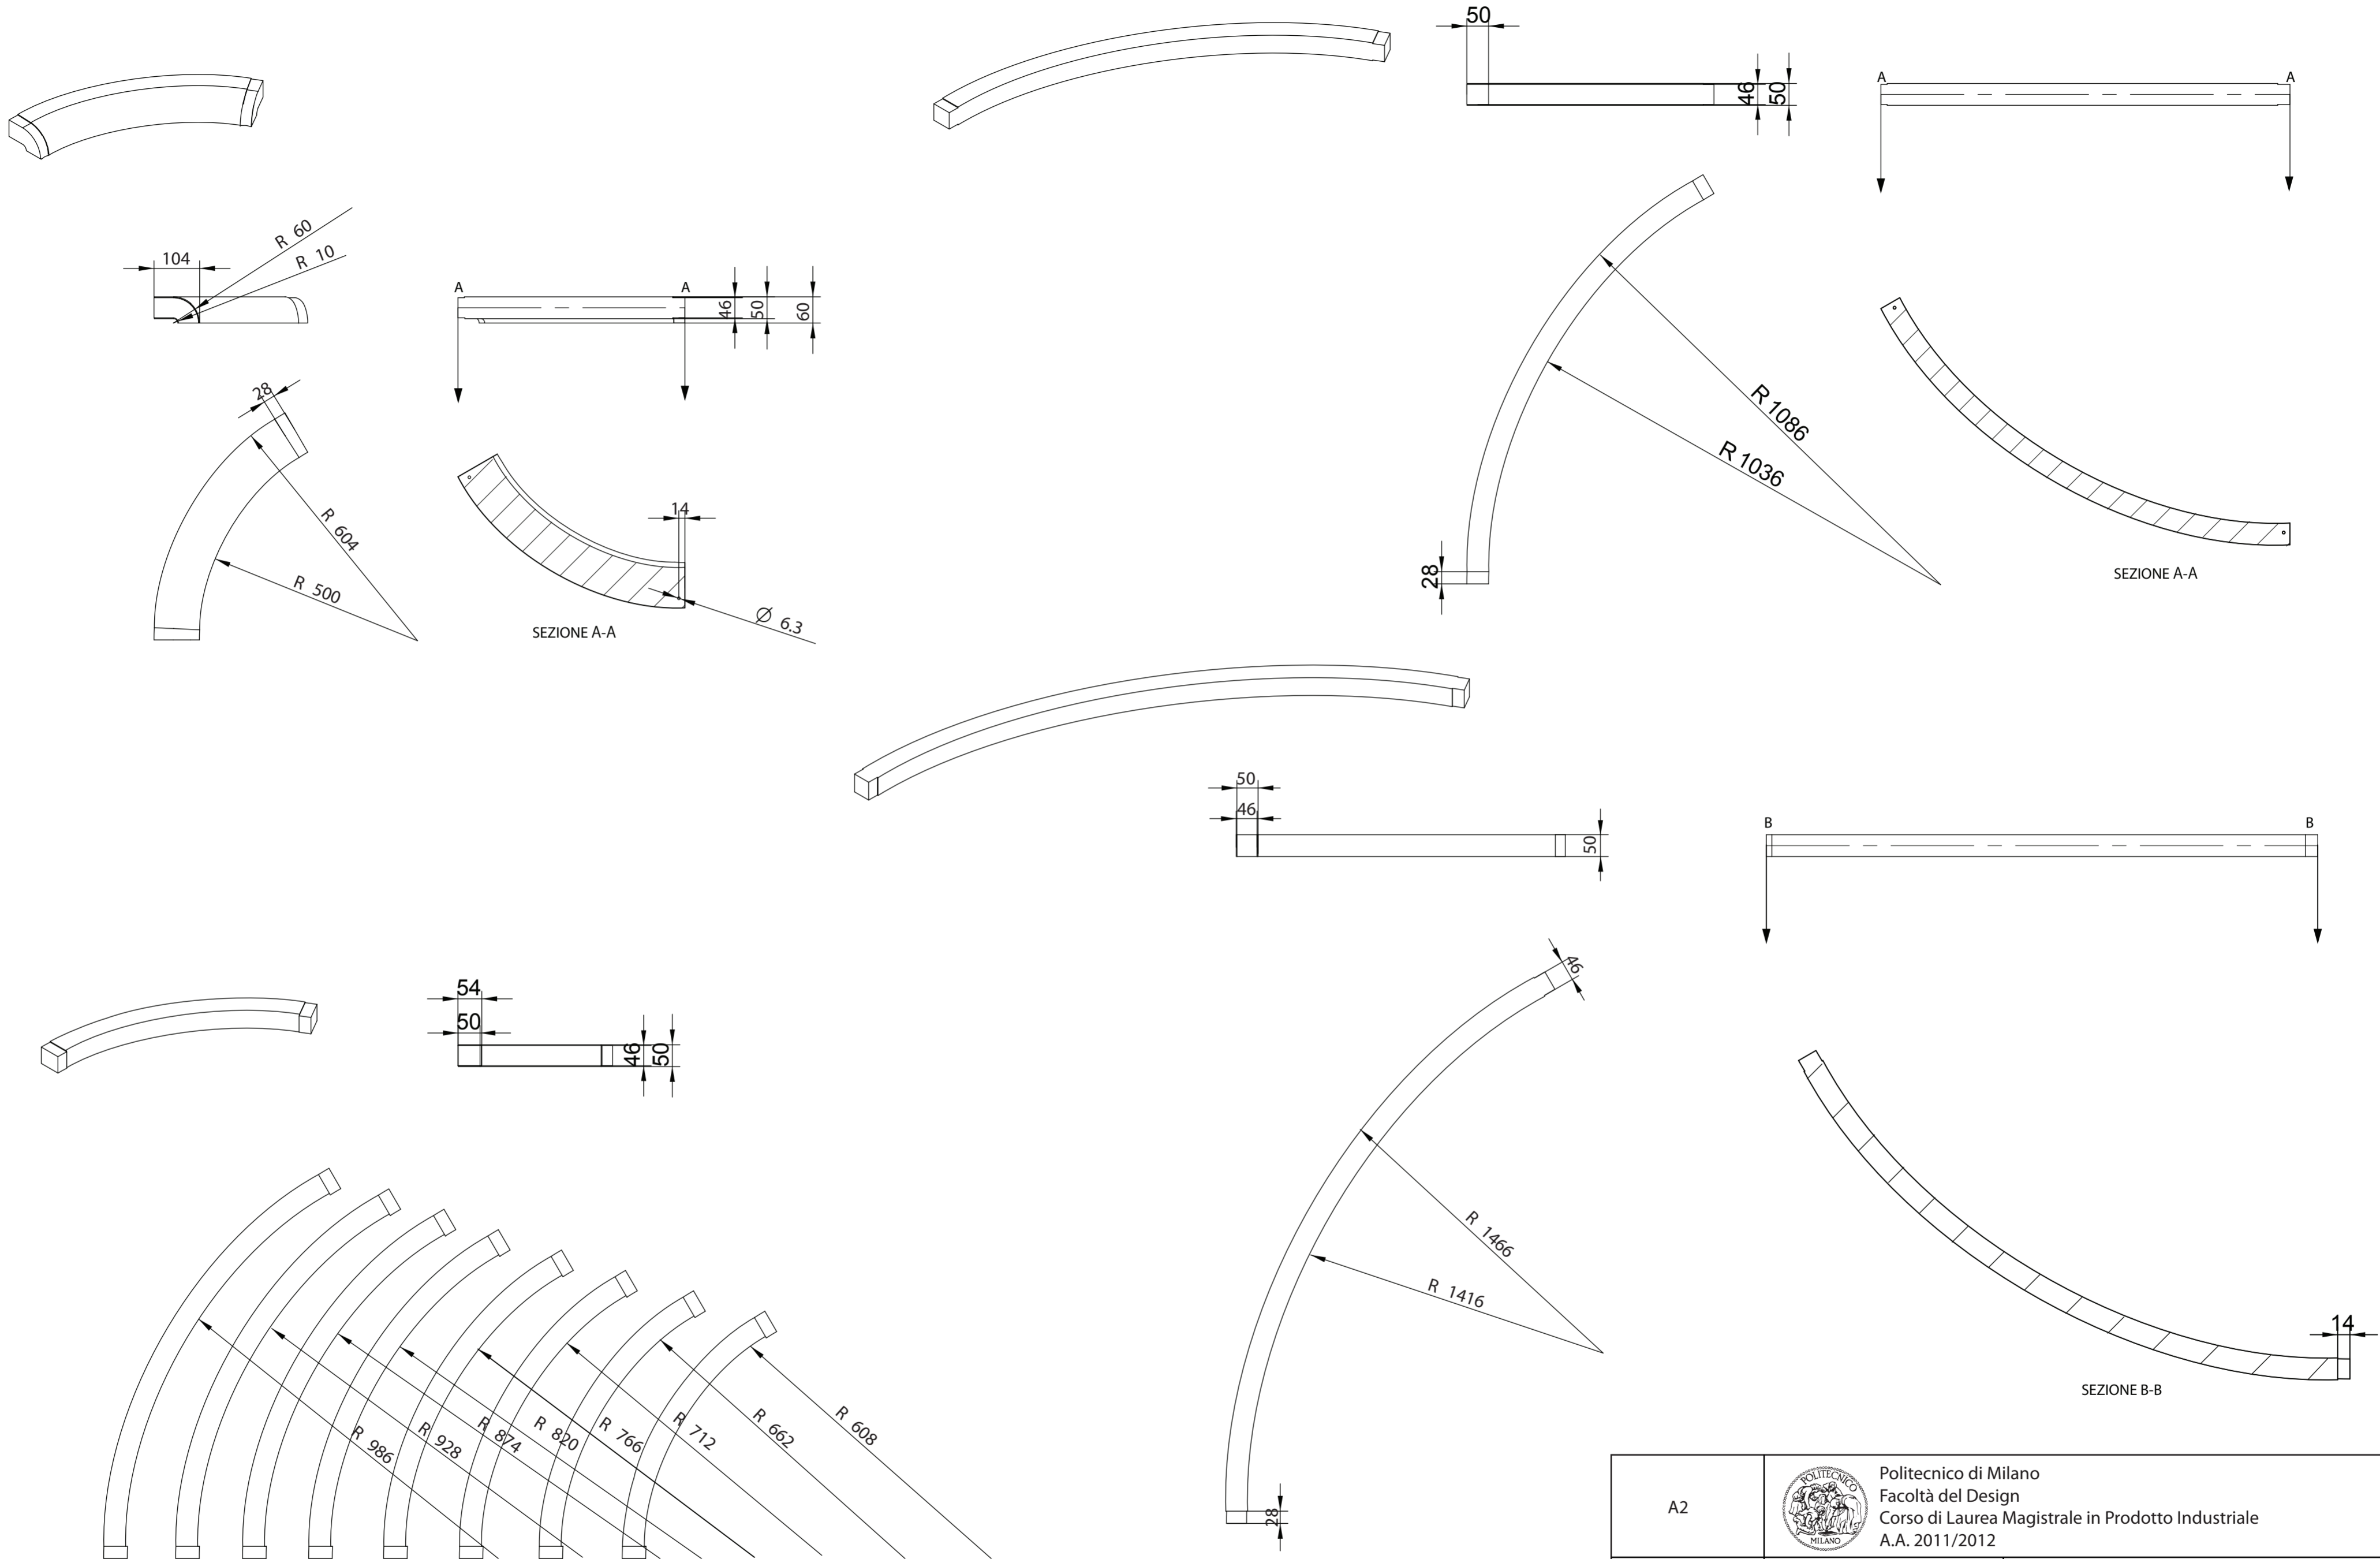 50
46
50
A
A
R 60
R 10
104
A
A
46
50
60
28
R 604
R 500
14
Ø 6.3
SEZIONE A-A
R 1086
R 1036
28
SEZIONE A-A
50
46
50
B
B
54
50
46
50
46
R 1466
R 1416
28
14
SEZIONE B-B
R 986
R 928
R 874
R 820
R 766
R 712
R 662
R 608
A2
POLITECNICO
MILANO
Politecnico di Milano
Facoltà del Design
Corso di Laurea Magistrale in Prodotto Industriale
A.A. 2011/2012